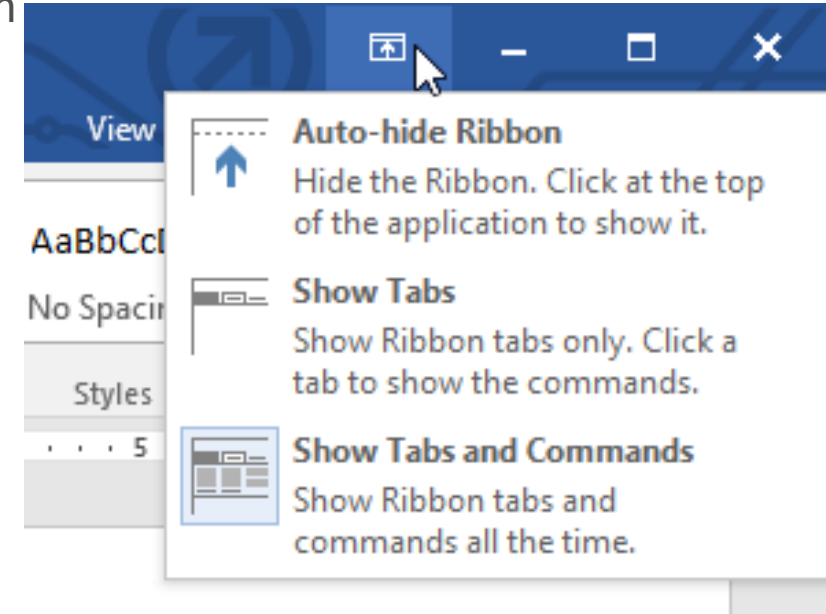 n
View
Auto-hide Ribbon
Hide the Ribbon. Click at the top
of the application to show it.
AaBbCc
No Spacin
Show Tabs
Show Ribbon tabs only. Click a
tab to show the commands.
Styles
5
Show Tabs and Commands
Show Ribbon tabs and
commands all the time.